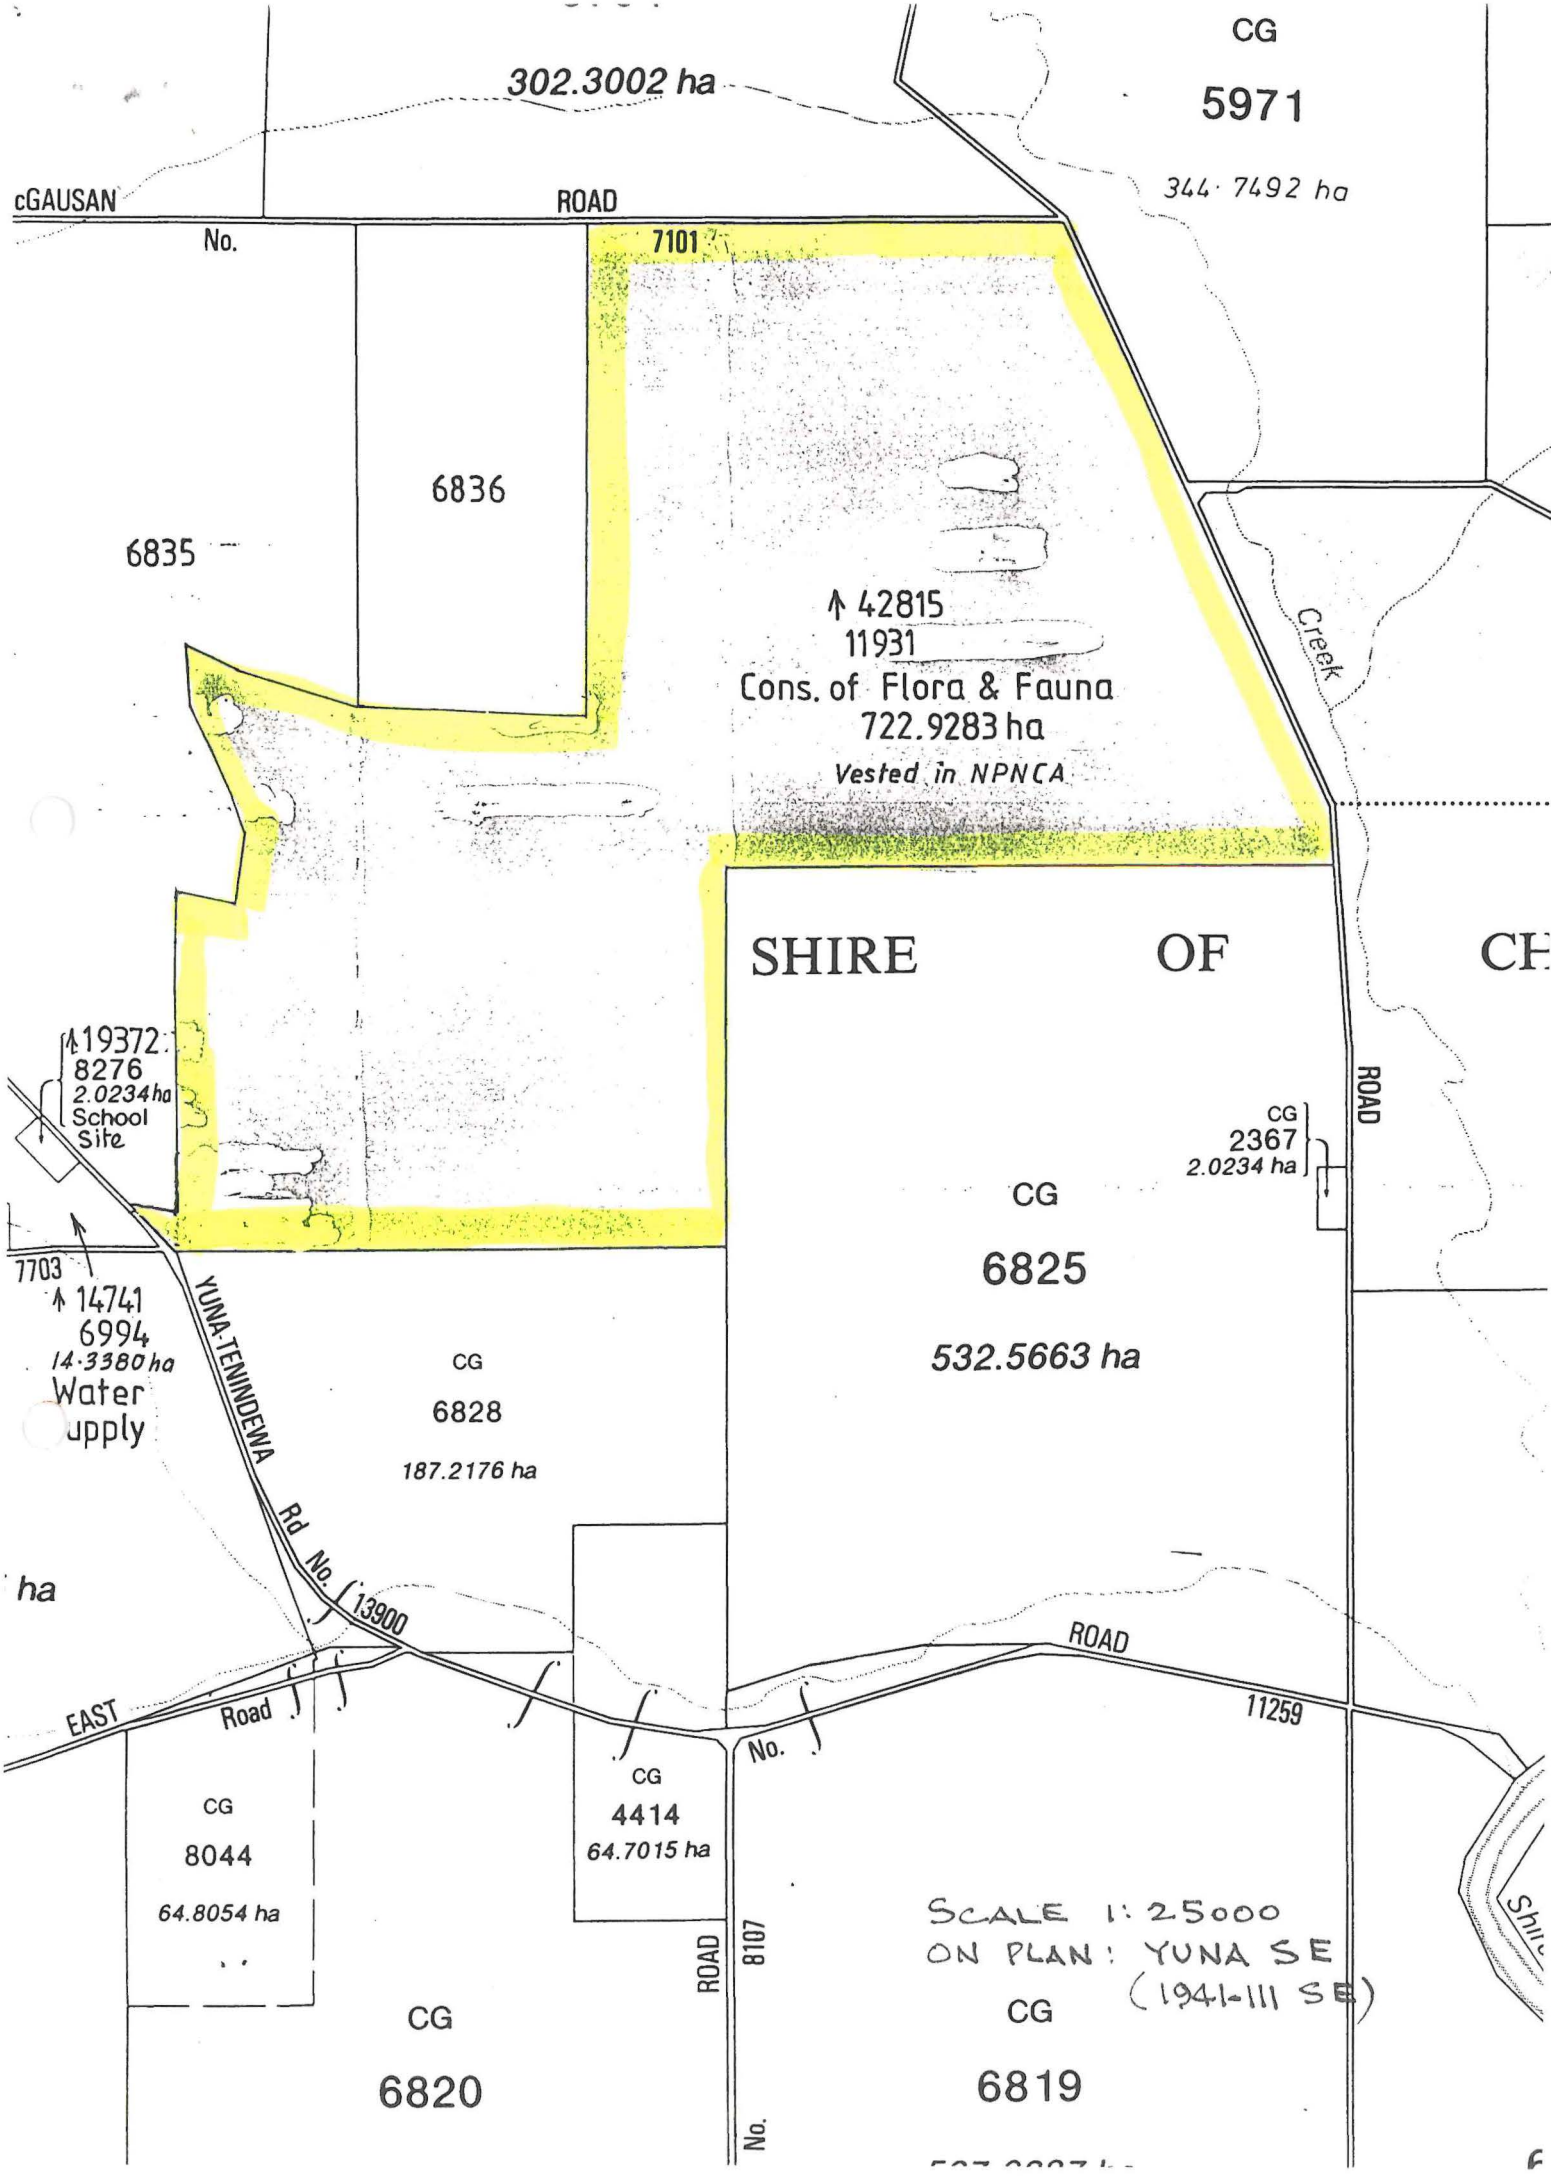 302.3002 ha
CG
5971
344.7492 ha
cGAUSAN
ROAD
No.
7101
6836
6835
↑ 42815
11931
Cons. of Flora & Fauna
722.9283 ha
Vested in NPNCA
Creek
SHIRE OF CH
↑19372
8276
2.0234 ha
School
Site
ROAD
CG
2367
2.0234 ha
CG
6825
532.5663 ha
7703
↑ 14741
6994
14.3380 ha
Water
upply
YUNA-TENINDEWA
Rd
No.
13900
CG
6828
187.2176 ha
ha
EAST
Road
ROAD
11259
No.
CG
8044
64.8054 ha
CG
4414
64.7015 ha
ROAD
8107
No.
SCALE 1:25000
ON PLAN: YUNA SE
(1941-111 SE)
CG
6820
CG
6819